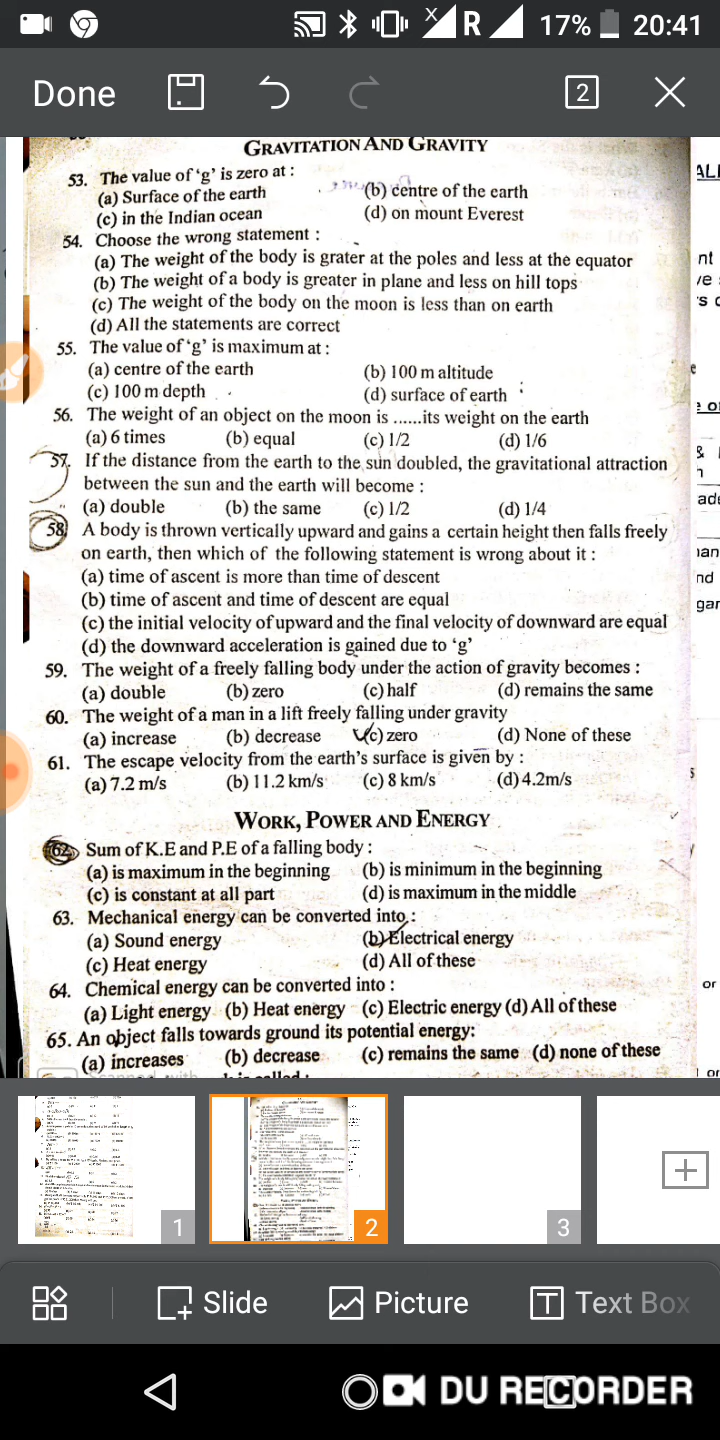 X R 17% 20:41
Done 2
GRAVITATION AND GRAVITY
53. The value of 'g' is zero at :
(a) Surface of the earth (b) centre of the earth
(c) in the Indian ocean (d) on mount Everest
54. Choose the wrong statement :
(a) The weight of the body is grater at the poles and less at the equator
(b) The weight of a body is greater in plane and less on hill tops
(c) The weight of the body on the moon is less than on earth
(d) All the statements are correct
55. The value of 'g' is maximum at :
(a) centre of the earth (b) 100 m altitude
(c) 100 m depth (d) surface of earth
56. The weight of an object on the moon is ......its weight on the earth
(a) 6 times (b) equal (c) 1/2 (d) 1/6
57. If the distance from the earth to the sun doubled, the gravitational attraction
between the sun and the earth will become :
(a) double (b) the same (c) 1/2 (d) 1/4
58. A body is thrown vertically upward and gains a certain height then falls freely
on earth, then which of the following statement is wrong about it :
(a) time of ascent is more than time of descent
(b) time of ascent and time of descent are equal
(c) the initial velocity of upward and the final velocity of downward are equal
(d) the downward acceleration is gained due to 'g'
59. The weight of a freely falling body under the action of gravity becomes :
(a) double (b) zero (c) half (d) remains the same
60. The weight of a man in a lift freely falling under gravity
(a) increase (b) decrease (c) zero (d) None of these
61. The escape velocity from the earth's surface is given by :
(a) 7.2 m/s (b) 11.2 km/s (c) 8 km/s (d) 4.2m/s
WORK, POWER AND ENERGY
62. Sum of K.E and P.E of a falling body :
(a) is maximum in the beginning (b) is minimum in the beginning
(c) is constant at all part (d) is maximum in the middle
63. Mechanical energy can be converted into :
(a) Sound energy (b) Electrical energy
(c) Heat energy (d) All of these
64. Chemical energy can be converted into :
(a) Light energy (b) Heat energy (c) Electric energy (d) All of these
65. An object falls towards ground its potential energy:
(a) increases (b) decrease (c) remains the same (d) none of these
1 2 3
Slide Picture Text Box
DU RECORDER